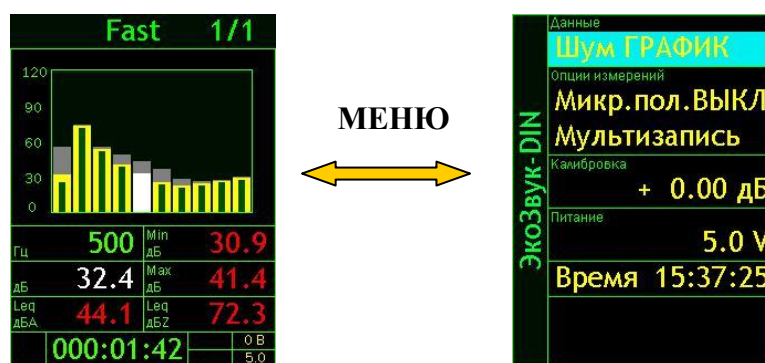 Fast 1/1
120
90
60
30
0
Гц 500 Min дБ 30.9
дБ 32.4 Max дБ 41.4
Leq дБА 44.1 Leq дБZ 72.3
000:01:42 0 В
5.0
МЕНЮ
ЭкоЗвук-DIN
Данные
Шум ГРАФИК
Опции измерений
Микр.пол.ВЫКЛ
Мультизапись
Калибровка
+ 0.00 дБ
Питание
5.0 V
Время 15:37:25